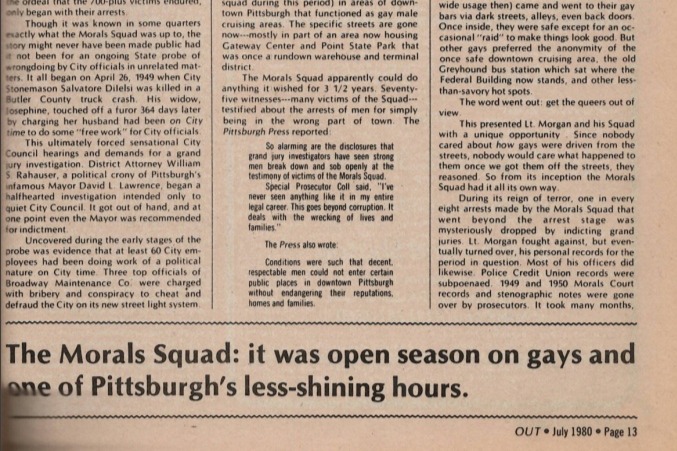 the ordeal that the 700-plus victims endured,
only began with their arrests.
Though it was known in some quarters
exactly what the Morals Squad was up to, the
story might never have been made public had
it not been for an ongoing State probe of
wrongdoing by City officials in unrelated mat-
ters. It all began on April 26, 1949 when City
Stonemason Salvatore Dilelsi was killed in a
Butler County truck crash. His widow,
Josephine, touched off a furor 364 days later
by charging her husband had been on City
time to do some "free work" for City officials.
This ultimately forced sensational City
Council hearings and demands for a grand
jury investigation. District Attorney William
S. Rahauser, a political crony of Pittsburgh's
infamous Mayor David L. Lawrence, began a
halfhearted investigation intended only to
quiet City Council. It got out of hand, and at
one point even the Mayor was recommended
for indictment.
Uncovered during the early stages of the
probe was evidence that at least 60 City em-
ployees had been doing work of a political
nature on City time. Three top officials of
Broadway Maintenance Co. were charged
with bribery and conspiracy to cheat and
defraud the City on its new street light system.
squad during this period) in areas of down-
town Pittsburgh that functioned as gay male
cruising areas. The specific streets are gone
now—mostly in part of an area now housing
Gateway Center and Point State Park that
was once a rundown warehouse and terminal
district.
The Morals Squad apparently could do
anything it wished for 3 1/2 years. Seventy-
five witnesses—many victims of the Squad—
testified about the arrests of men for simply
being in the wrong part of town. The
Pittsburgh Press reported:
So alarming are the disclosures that
grand jury investigators have seen strong
men break down and sob openly at the
testimony of victims of the Morals Squad.
Special Prosecutor Coll said, "I've
never seen anything like it in my entire
legal career. This goes beyond corruption. It
deals with the wrecking of lives and
families."
The Press also wrote:
Conditions were such that decent,
respectable men could not enter certain
public places in downtown Pittsburgh
without endangering their reputations,
homes and families.
wide usage then) came and went to their gay
bars via dark streets, alleys, even back doors.
Once inside, they were safe except for an oc-
casional "raid" to make things look good. But
other gays preferred the anonymity of the
once safe downtown cruising area, the old
Greyhound bus station which sat where the
Federal Building now stands, and other less-
than-savory hot spots.
The word went out: get the queers out of
view.
This presented Lt. Morgan and his Squad
with a unique opportunity. Since nobody
cared about how gays were driven from the
streets, nobody would care what happened to
them once we got them off the streets, they
reasoned. So from its inception the Morals
Squad had it all its own way.
During its reign of terror, one in every
eight arrests made by the Morals Squad that
went beyond the arrest stage was
mysteriously dropped by indicting grand
juries. Lt. Morgan fought against, but even-
tually turned over, his personal records for the
period in question. Most of his officers did
likewise. Police Credit Union records were
subpoenaed. 1949 and 1950 Morals Court
records and stenographic notes were gone
over by prosecutors. It took many months,
The Morals Squad: it was open season on gays and
one of Pittsburgh's less-shining hours.
OUT • July 1980 • Page 13